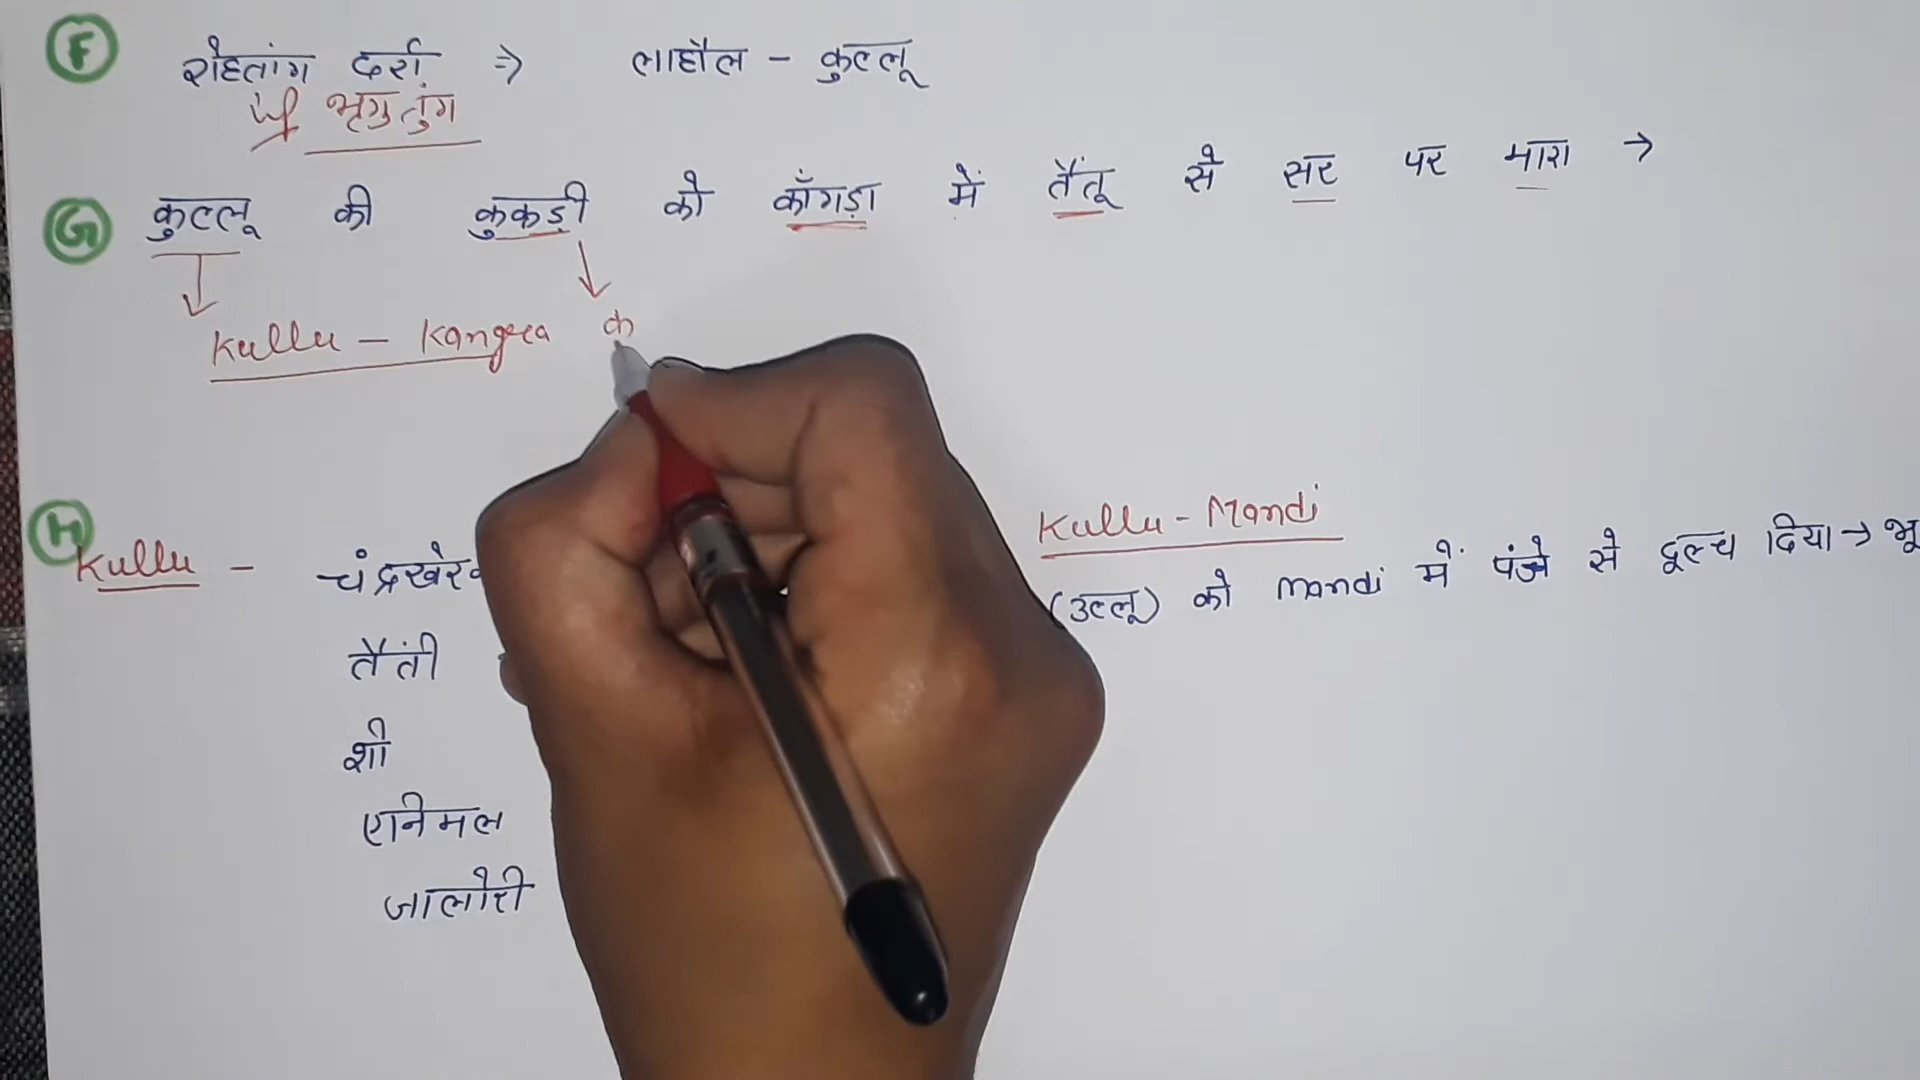 F रोहतांग दर्रा ⇒ लाहौल - कुल्लू
भृगुतुंग
G कुल्लू की कुकड़ी को काँगड़ा में तैंतू से सर पर मारा →
Kullu - Kangra क
H Kullu - चंद्रखेर
Kullu - Mandi
(उल्लू) को Mandi में पंजे से दूल्च दिया → भू
तैंती
शौ
एनिमल
जालोरी